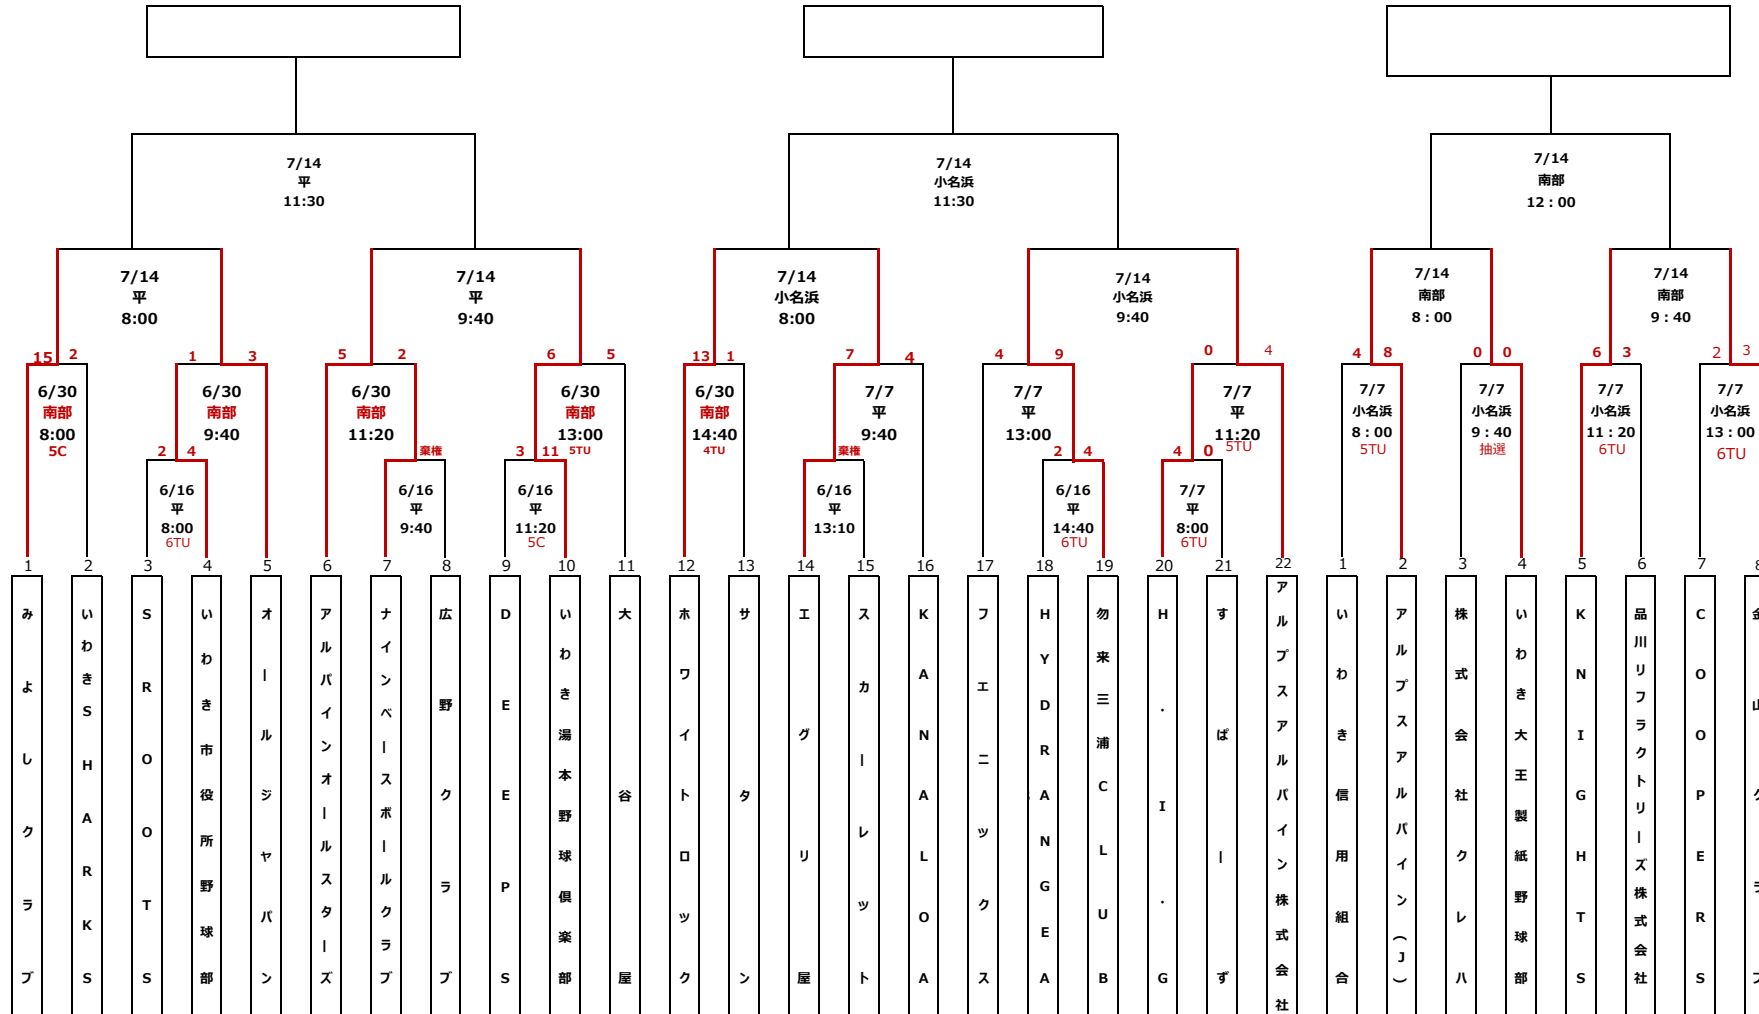 7/14
平
11:30
7/14
小名浜
11:30
7/14
南部
12：00
7/14
平
8:00
7/14
平
9:40
7/14
小名浜
8:00
7/14
小名浜
9:40
7/14
南部
8：00
7/14
南部
9：40
15 2
1 3
5 2
6 5
13 1
7 4
4 9
0 4
4 8
0 0
6 3
2 3
6/30
南部
8:00
5C
6/30
南部
9:40
6/30
南部
11:20
6/30
南部
13:00
5TU
6/30
南部
14:40
4TU
7/7
平
9:40
7/7
平
13:00
7/7
平
11:20
5TU
7/7
小名浜
8：00
5TU
7/7
小名浜
9：40
抽選
7/7
小名浜
11：20
6TU
7/7
小名浜
13：00
6TU
2 4
棄権
3 11
棄権
2 4
4 0
6/16
平
8:00
6TU
6/16
平
9:40
6/16
平
11:20
5C
6/16
平
13:10
6/16
平
14:40
6TU
7/7
平
8:00
6TU
1 2 3 4 5 6 7 8 9 10 11 12 13 14 15 16 17 18 19 20 21 22 1 2 3 4 5 6 7 8
みよしクラブ
いわきSHARKS
SROOTS
いわき市役所野球部
オールジャパン
アルパインオールスターズ
ナインベースボールクラブ
広野クラブ
DEEPS
いわき湯本野球倶楽部
大谷屋
ホワイトロック
サタン
エグリ屋
スカーレット
KANALOA
フエニックス
HYDRANGEA
勿来三浦CLUB
H.I.G
すぱーず
アルプスアルパイン株式会社
いわき信用組合
アルプスアルパイン(J)
株式会社クレハ
いわき大王製紙野球部
KNIGHTS
品川リフラクトリーズ株式会社
COOPERS
金山クラブ